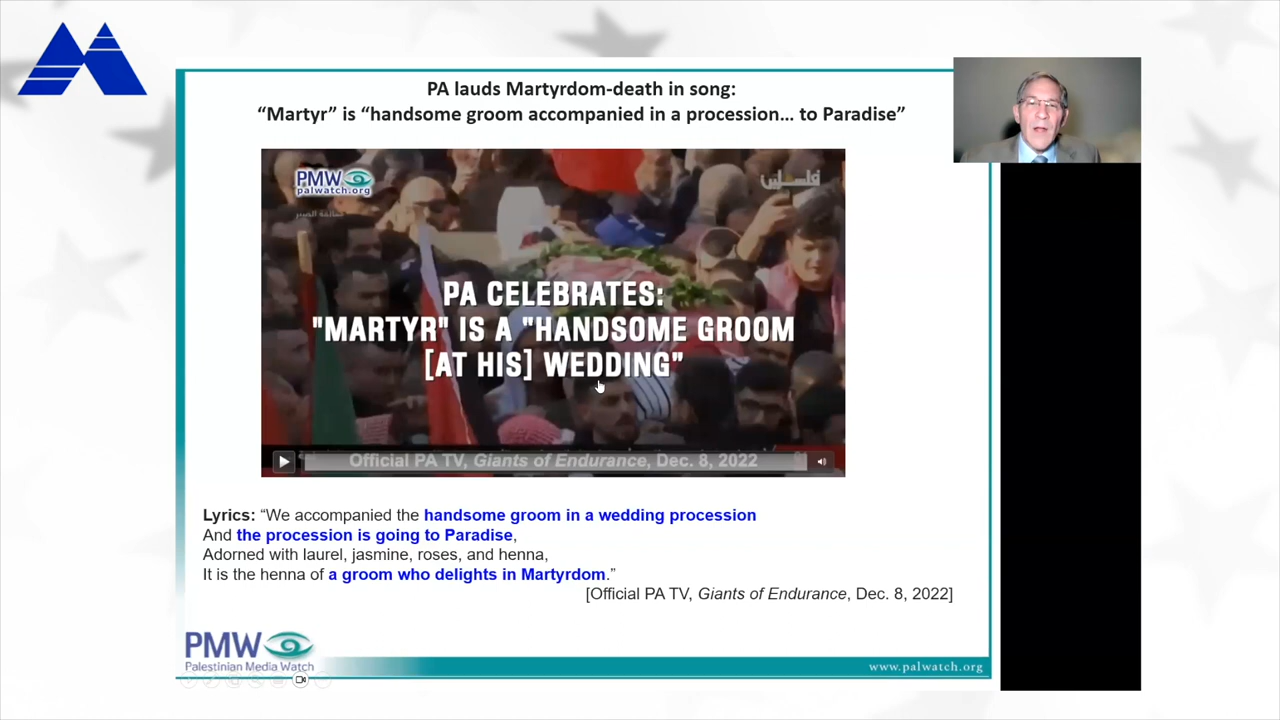 PA lauds Martyrdom-death in song:
“Martyr” is “handsome groom accompanied in a procession... to Paradise”
PMW
palwatch.org
فلسطين
PA CELEBRATES:
"MARTYR" IS A "HANDSOME GROOM
[AT HIS] WEDDING"
Official PA TV, Giants of Endurance, Dec. 8, 2022
Lyrics: “We accompanied the handsome groom in a wedding procession
And the procession is going to Paradise,
Adorned with laurel, jasmine, roses, and henna,
It is the henna of a groom who delights in Martyrdom.”
[Official PA TV, Giants of Endurance, Dec. 8, 2022]
PMW
Palestinian Media Watch
www.palwatch.org